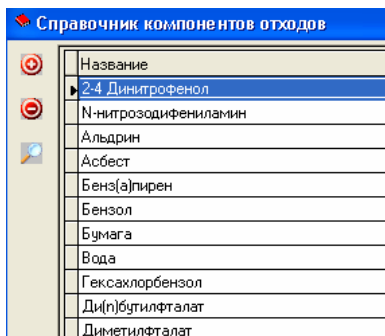 Справочник компонентов отходов
Название
2-4 Динитрофенол
N-нитрозодифениламин
Альдрин
Асбест
Бенз(а)пирен
Бензол
Бумага
Вода
Гексахлорбензол
Ди(n)бутилфталат
Диметилфталат